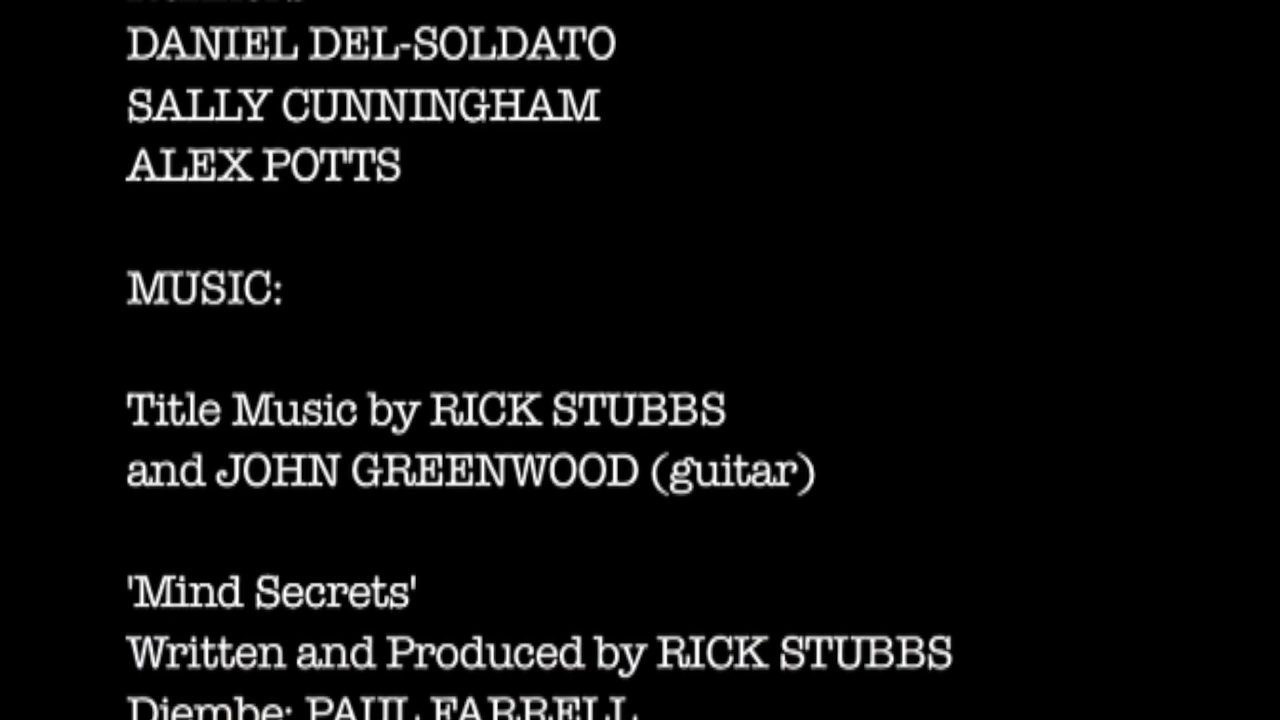 DANIEL DEL-SOLDATO
SALLY CUNNINGHAM
ALEX POTTS
MUSIC:
Title Music by RICK STUBBS
and JOHN GREENWOOD (guitar)
'Mind Secrets'
Written and Produced by RICK STUBBS
Djembe: PAUL FARRELL